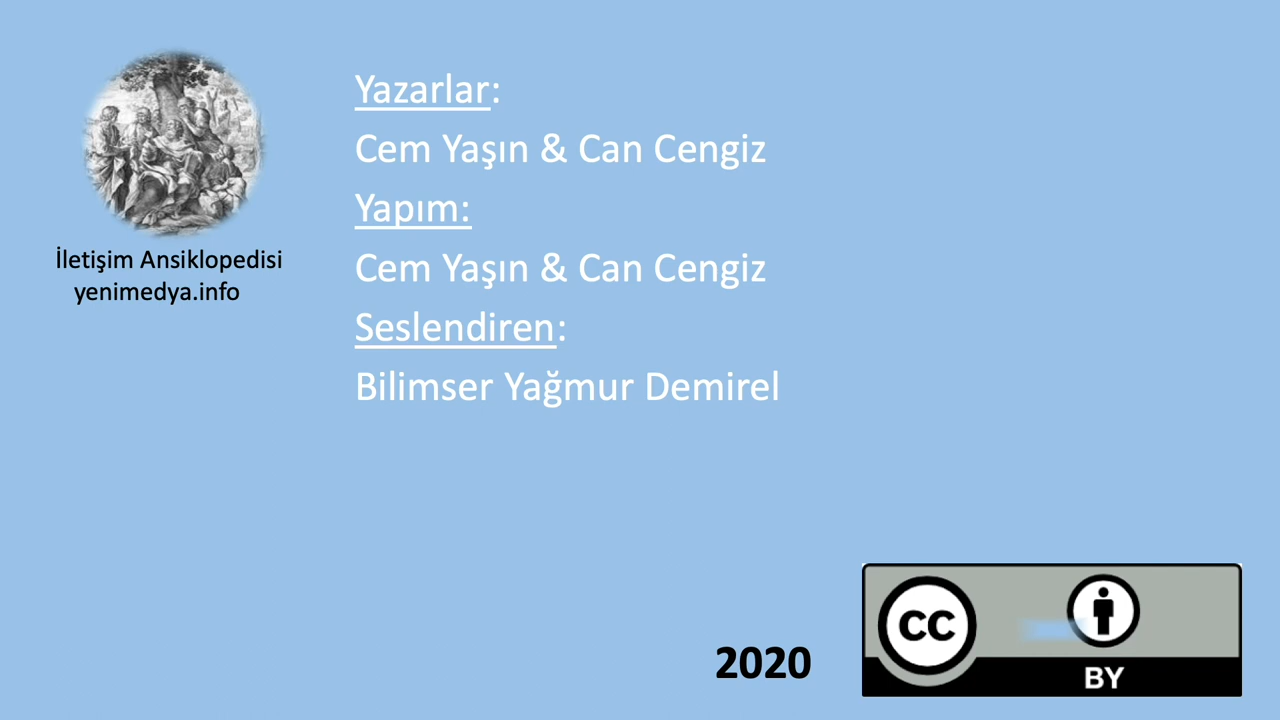 İletişim Ansiklopedisi
yenimedya.info
Yazarlar:
Cem Yaşın & Can Cengiz
Yapım:
Cem Yaşın & Can Cengiz
Seslendiren:
Bilimser Yağmur Demirel
2020
CC
BY